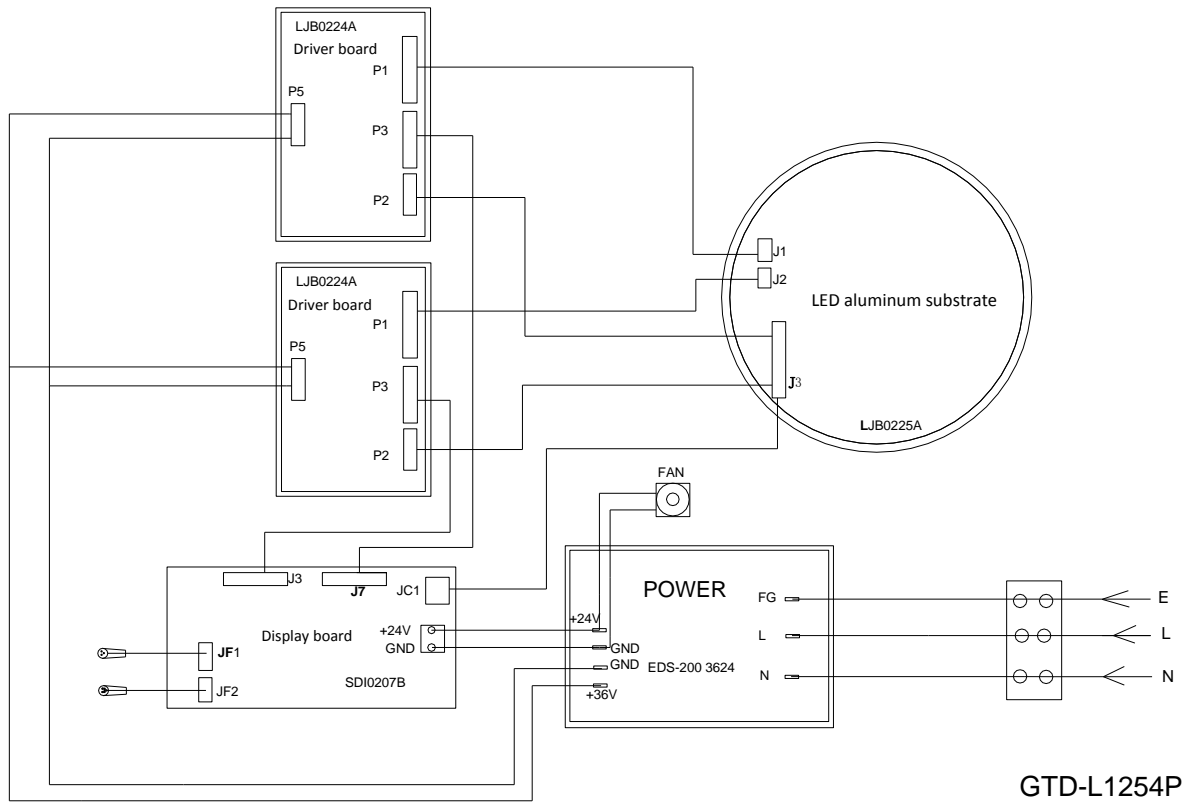 LJB0224A
Driver board
P1
P5
P3
P2
LJB0224A
Driver board
P1
P5
P3
P2
J1
J2
LED aluminum substrate
J3
LJB0225A
FAN
J3
J7
JC1
Display board
+24V
GND
JF1
JF2
SDI0207B
POWER
+24V
GND
GND
EDS-200 3624
+36V
FG
L
N
E
L
N
GTD-L1254P